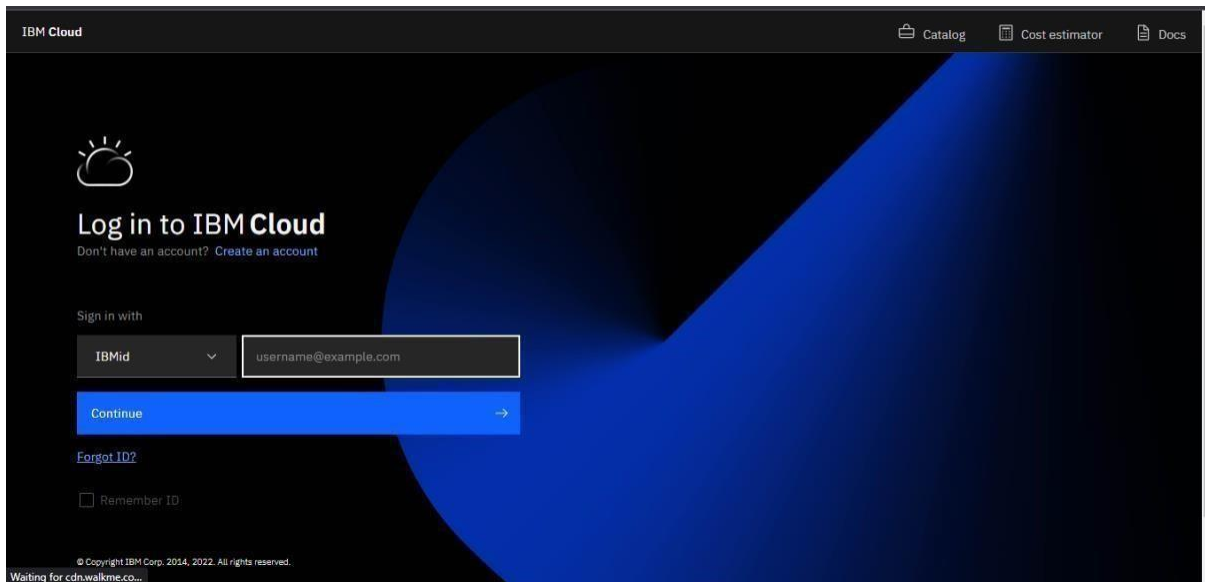 IBM Cloud
Catalog
Cost estimator
Docs
Log in to IBM Cloud
Don't have an account? Create an account
Sign in with
IBMid
username@example.com
Continue
Forgot ID?
Remember ID
© Copyright IBM Corp. 2014, 2022. All rights reserved.
Waiting for cdn.walkme.co...